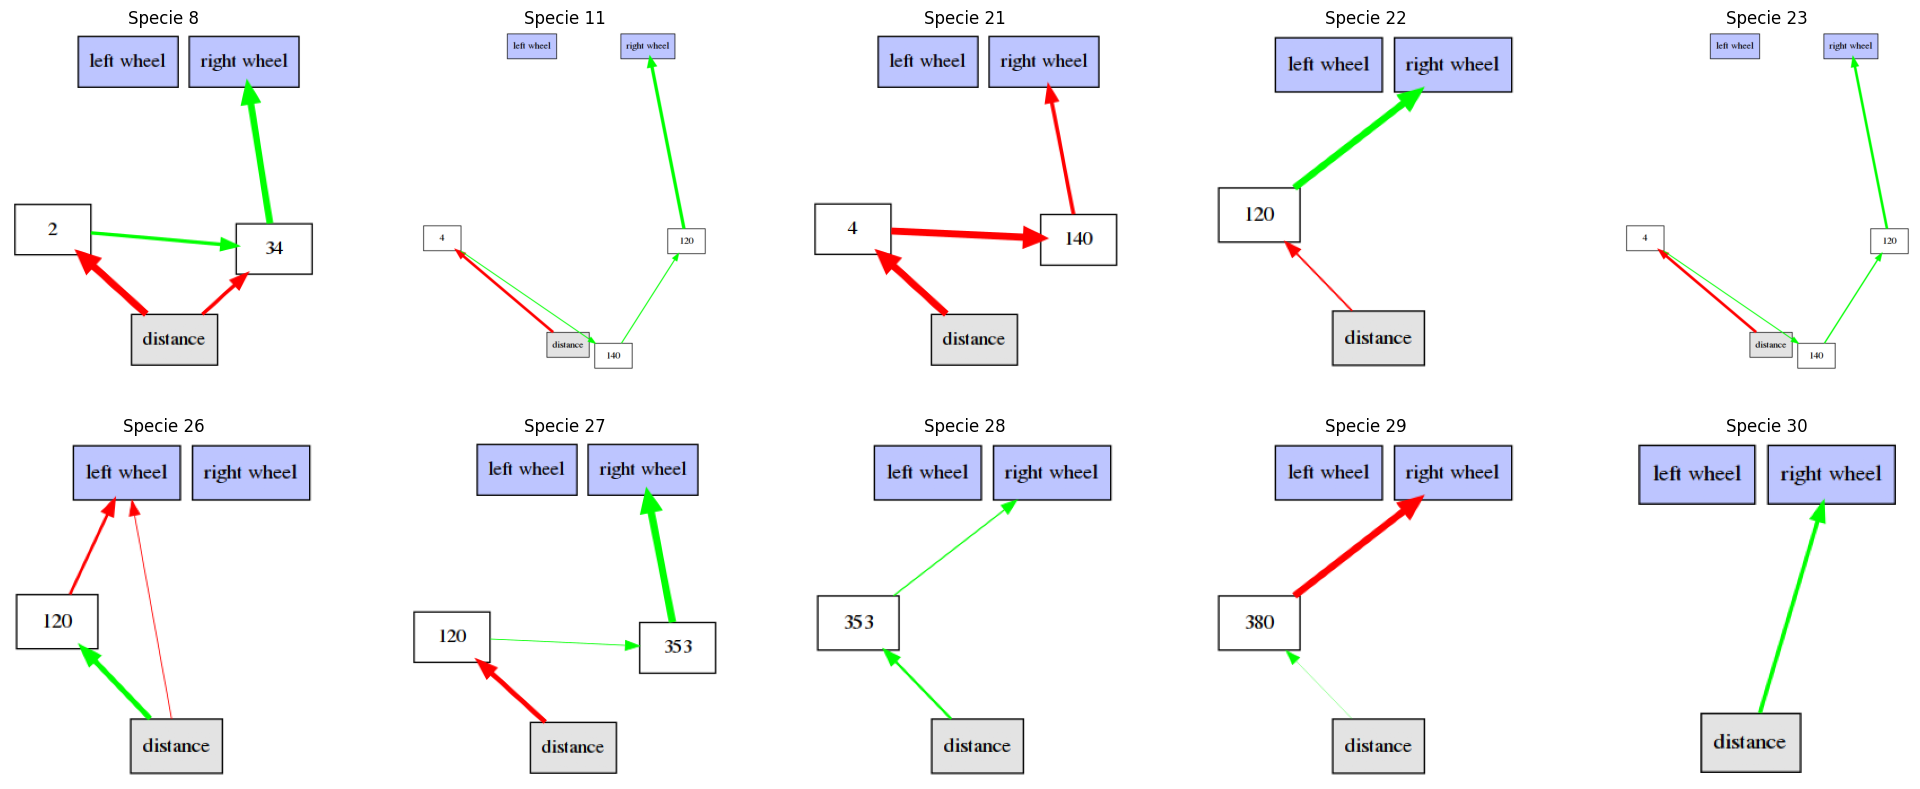 Specie 8
left wheel
right wheel
2
34
distance
Specie 11
left wheel
right wheel
4
120
distance
140
Specie 21
left wheel
right wheel
4
140
distance
Specie 22
left wheel
right wheel
120
distance
Specie 23
left wheel
right wheel
4
120
distance
140
Specie 26
left wheel
right wheel
120
distance
Specie 27
left wheel
right wheel
120
353
distance
Specie 28
left wheel
right wheel
353
distance
Specie 29
left wheel
right wheel
380
distance
Specie 30
left wheel
right wheel
distance